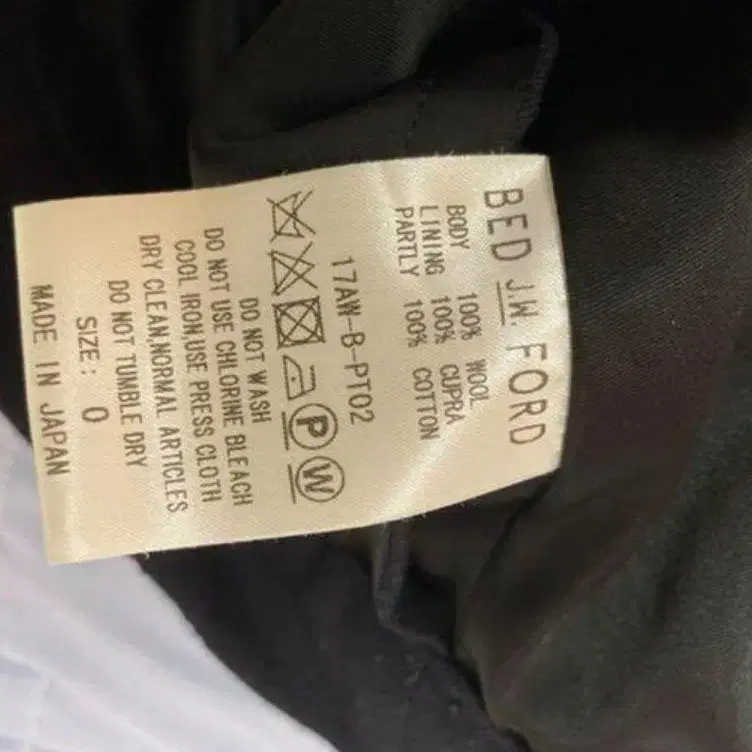 BED J.W. FORD
BODY 100% WOOL
LINING 100% CUPRA
PARTLY 100% COTTON
17AW-B-PT02
P W
DO NOT WASH
DO NOT USE CHLORINE BLEACH
COOL IRON,USE PRESS CLOTH
DRY CLEAN,NORMAL ARTICLES
DO NOT TUMBLE DRY
SIZE: 0
MADE IN JAPAN